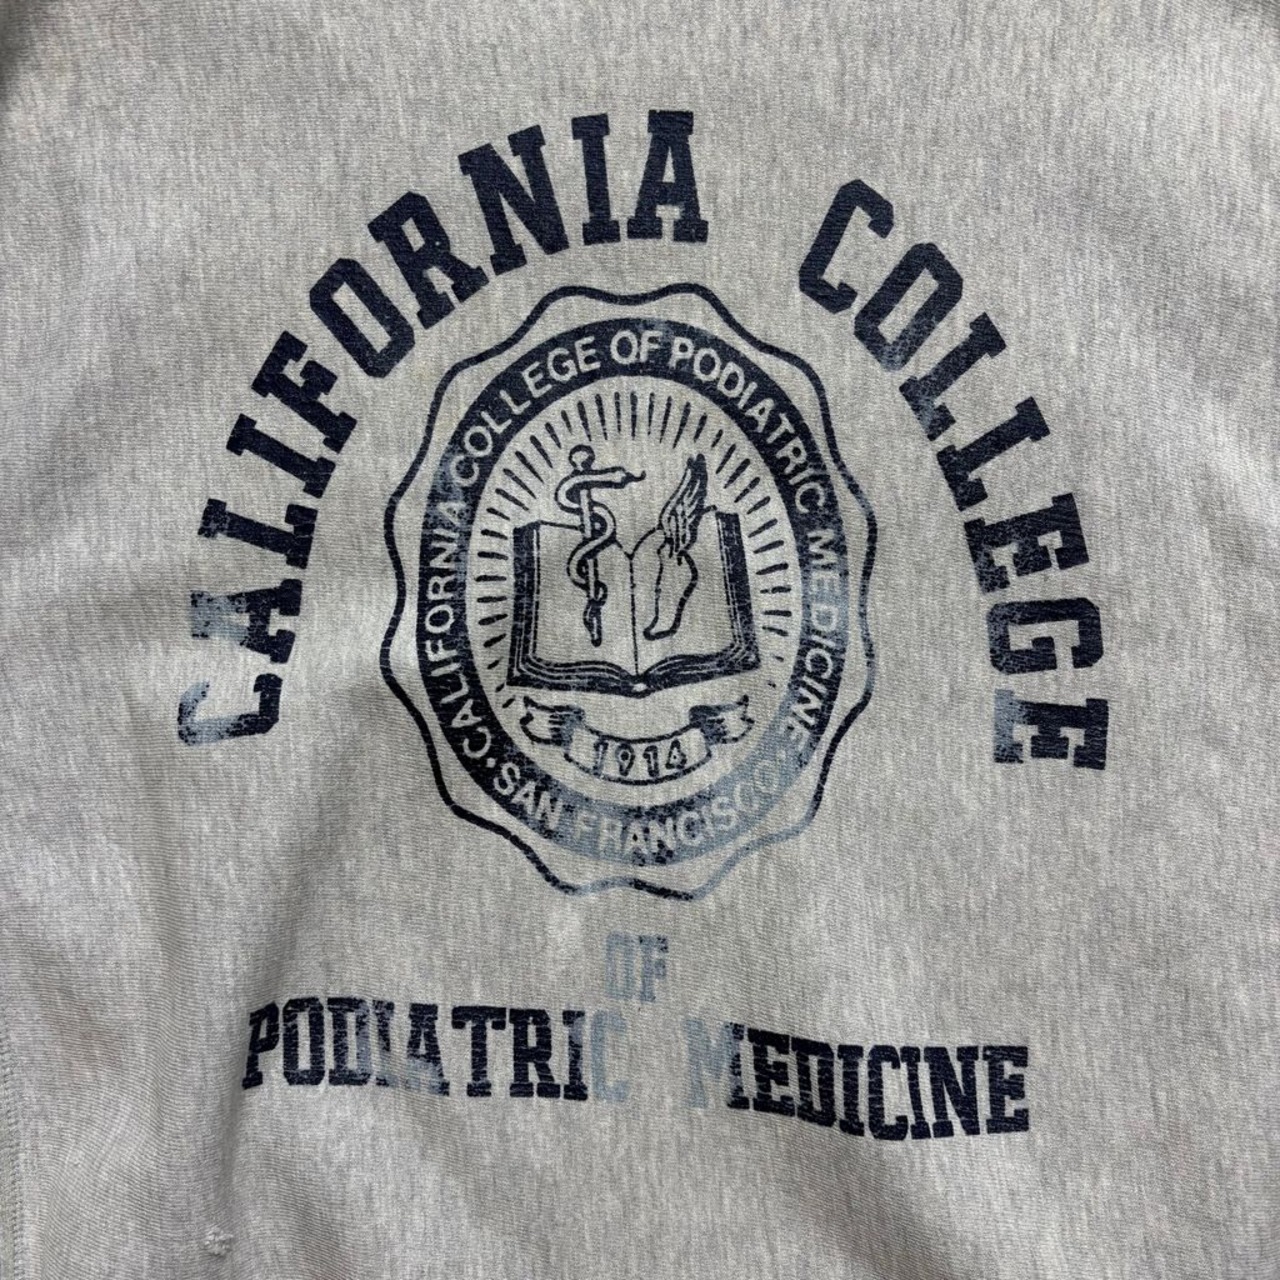 CALIFORNIA COLLEGE
CALIFORNIA COLLEGE OF PODIATRIC MEDICINE
1914
• SAN FRANCISCO •
OF
PODIATRIC MEDICINE